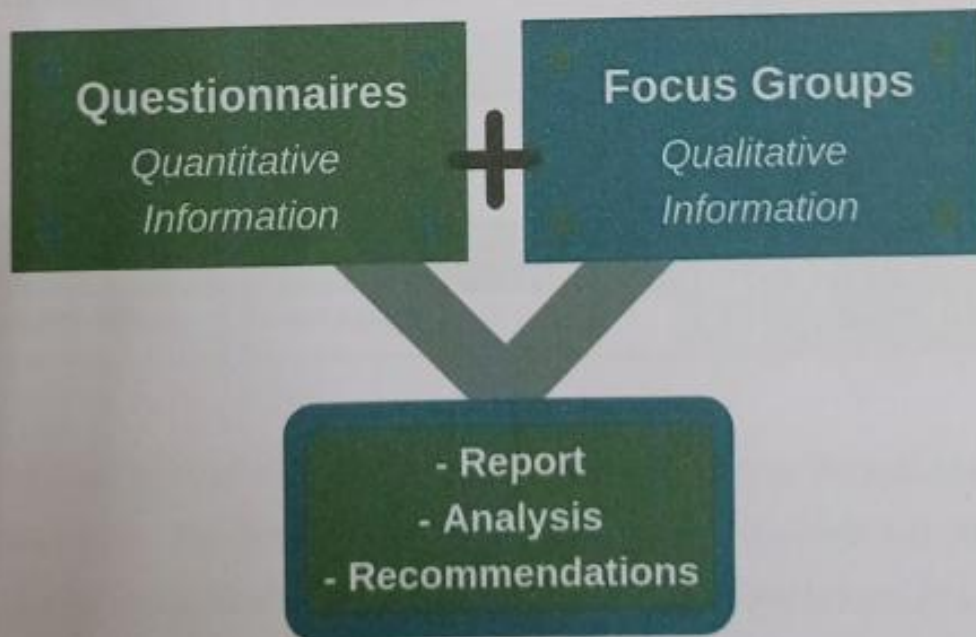 Questionnaires
Quantitative
Information
+
Focus Groups
Qualitative
Information
- Report
- Analysis
- Recommendations